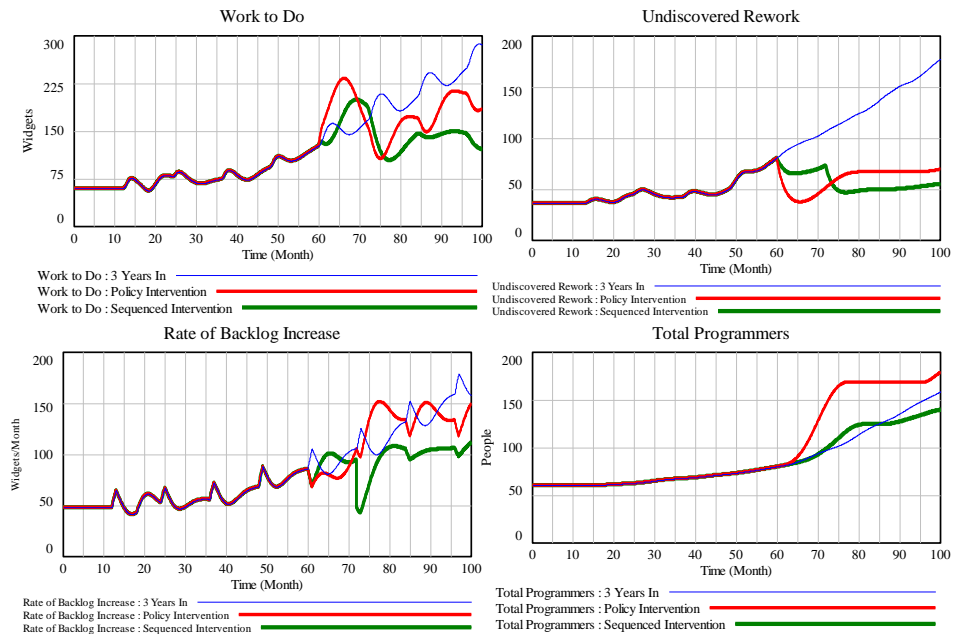 Work to Do
300
225
150
75
0
Widgets
0 10 20 30 40 50 60 70 80 90 100
Time (Month)
Work to Do : 3 Years In
Work to Do : Policy Intervention
Work to Do : Sequenced Intervention
Undiscovered Rework
200
150
100
50
0
0 10 20 30 40 50 60 70 80 90 100
Time (Month)
Undiscovered Rework : 3 Years In
Undiscovered Rework : Policy Intervention
Undiscovered Rework : Sequenced Intervention
Rate of Backlog Increase
200
150
100
50
0
Widgets/Month
0 10 20 30 40 50 60 70 80 90 100
Time (Month)
Rate of Backlog Increase : 3 Years In
Rate of Backlog Increase : Policy Intervention
Rate of Backlog Increase : Sequenced Intervention
Total Programmers
200
150
100
50
0
People
0 10 20 30 40 50 60 70 80 90 100
Time (Month)
Total Programmers : 3 Years In
Total Programmers : Policy Intervention
Total Programmers : Sequenced Intervention